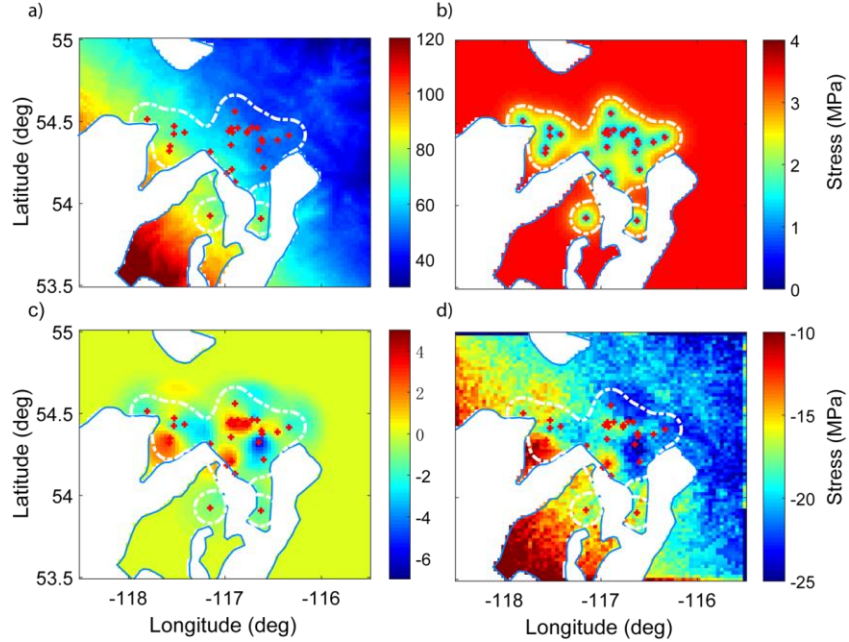 a)
b)
55
54.5
54
53.5
Latitude (deg)
120
100
80
60
40
4
3
2
1
0
Stress (MPa)
c)
d)
55
54.5
54
53.5
Latitude (deg)
4
2
0
-2
-4
-6
-10
-15
-20
-25
Stress (MPa)
-118 -117 -116
-118 -117 -116
Longitude (deg)
Longitude (deg)